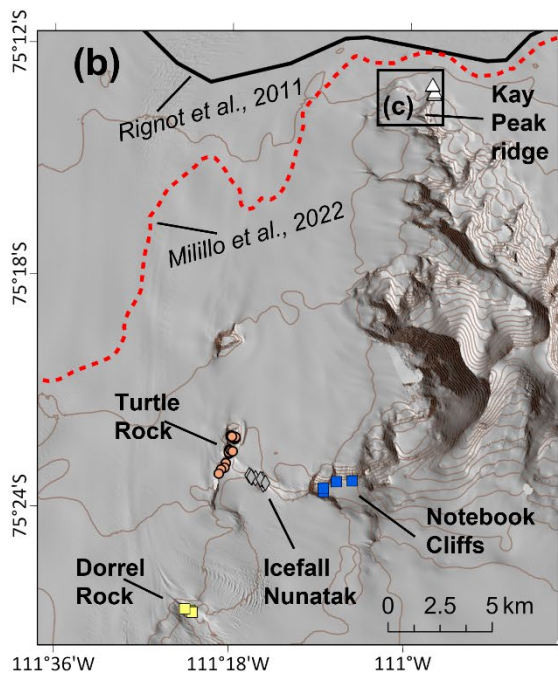 75°12'S
(b)
Rignot et al., 2011
(c)
Kay
Peak
ridge
Milillo et al., 2022
75°18'S
Turtle
Rock
75°24'S
Notebook
Cliffs
Icefall
Nunatak
Dorrel
Rock
0 2.5 5 km
111°36'W 111°18'W 111°W